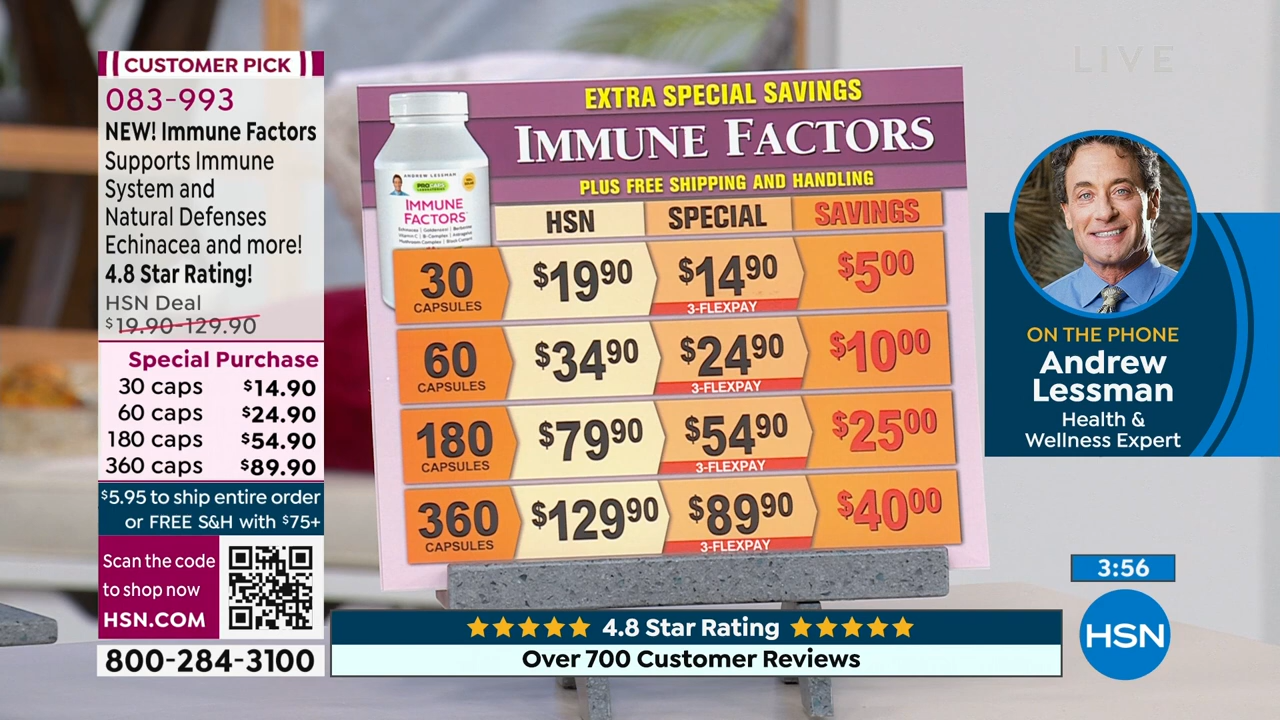 CUSTOMER PICK
083-993
NEW! Immune Factors
Supports Immune
System and
Natural Defenses
Echinacea and more!
4.8 Star Rating!
HSN Deal
$19.90-129.90
Special Purchase
30 caps $14.90
60 caps $24.90
180 caps $54.90
360 caps $89.90
$5.95 to ship entire order
or FREE S&H with $75+
Scan the code
to shop now
HSN.COM
800-284-3100
EXTRA SPECIAL SAVINGS
IMMUNE FACTORS
PLUS FREE SHIPPING AND HANDLING
HSN SPECIAL SAVINGS
30 CAPSULES $19.90 $14.90 3-FLEXPAY $5.00
60 CAPSULES $34.90 $24.90 3-FLEXPAY $10.00
180 CAPSULES $79.90 $54.90 3-FLEXPAY $25.00
360 CAPSULES $129.90 $89.90 3-FLEXPAY $40.00
ANDREW LESSMAN
PROCAPS
IMMUNE
FACTORS
LIVE
ON THE PHONE
Andrew
Lessman
Health &
Wellness Expert
3:56
HSN
4.8 Star Rating
Over 700 Customer Reviews